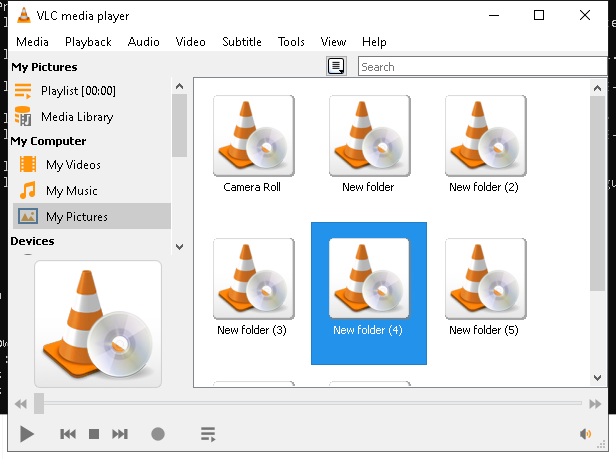 VLC media player
Media Playback Audio Video Subtitle Tools View Help
My Pictures
Search
Playlist [00:00]
Media Library
My Computer
My Videos
My Music
My Pictures
Devices
Camera Roll
New folder
New folder (2)
New folder (3)
New folder (4)
New folder (5)